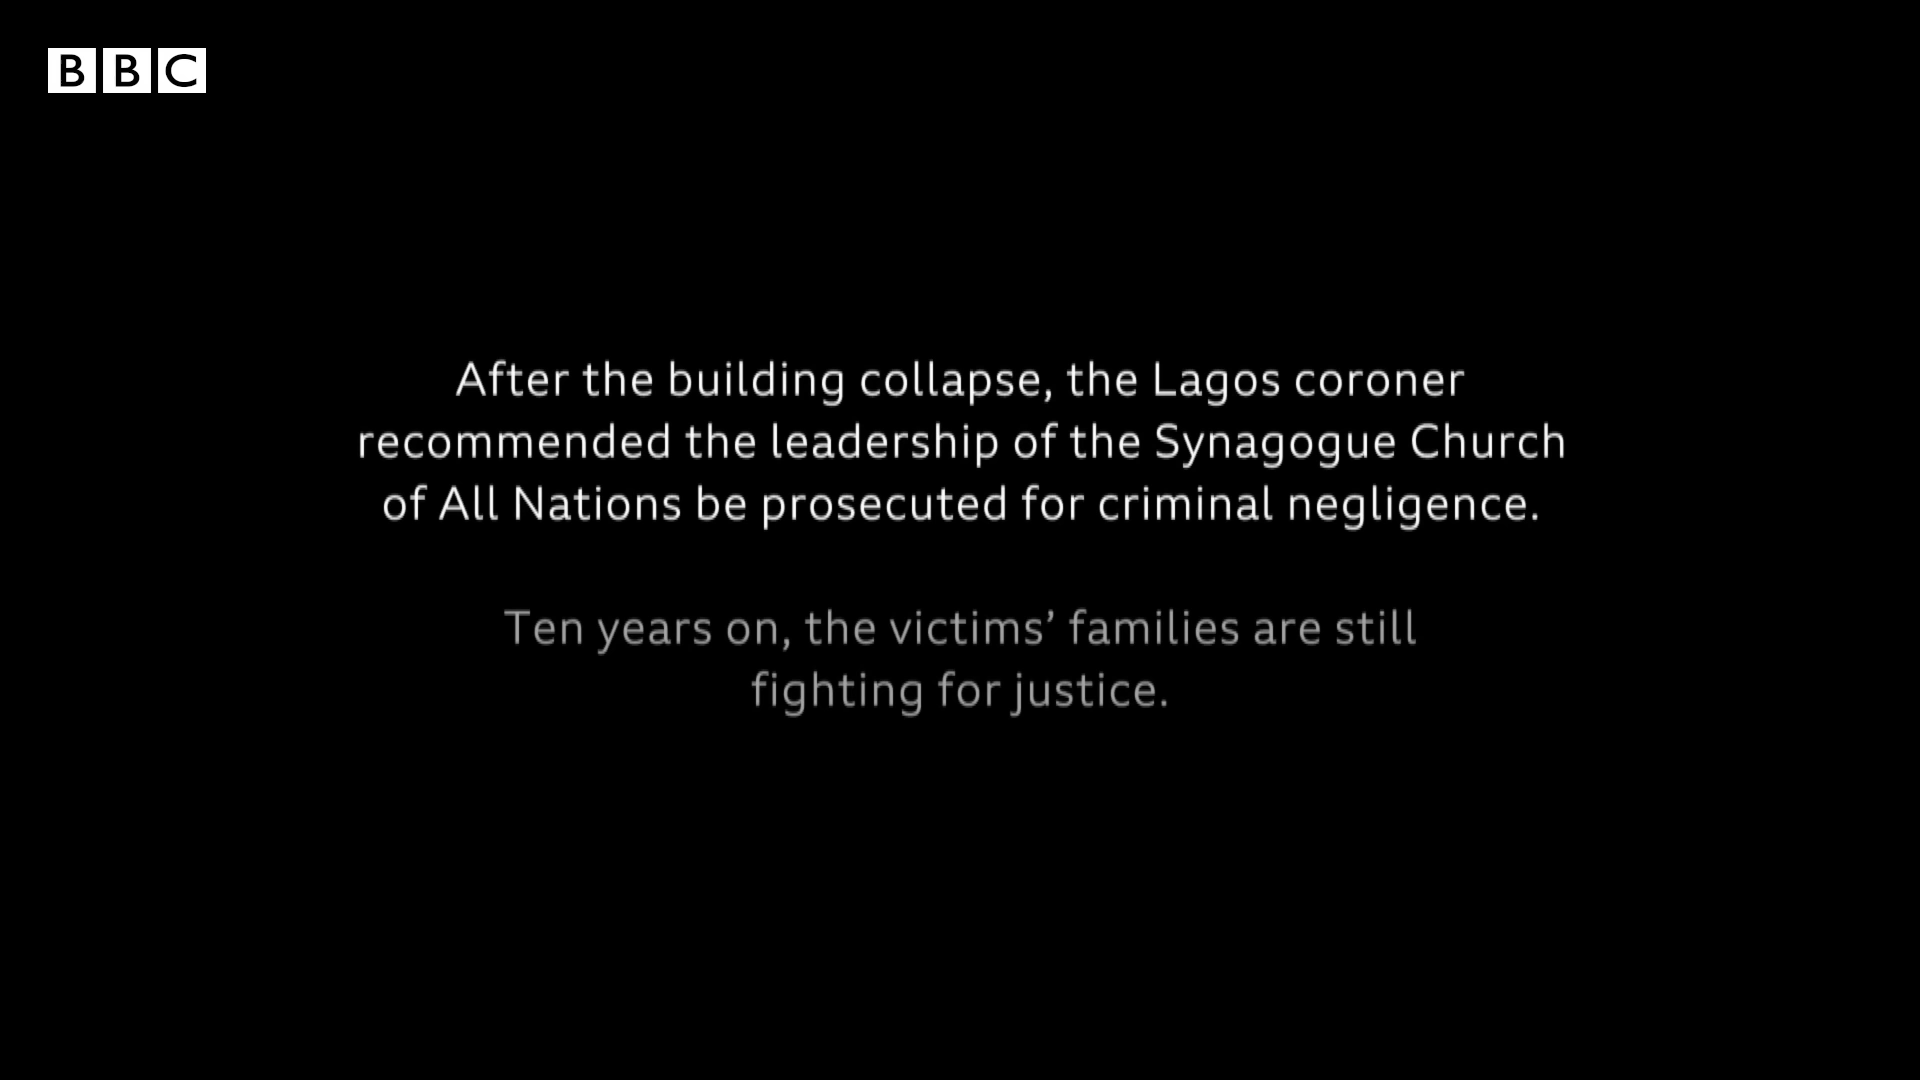 BBC
After the building collapse, the Lagos coroner
recommended the leadership of the Synagogue Church
of All Nations be prosecuted for criminal negligence.
Ten years on, the victims’ families are still
fighting for justice.